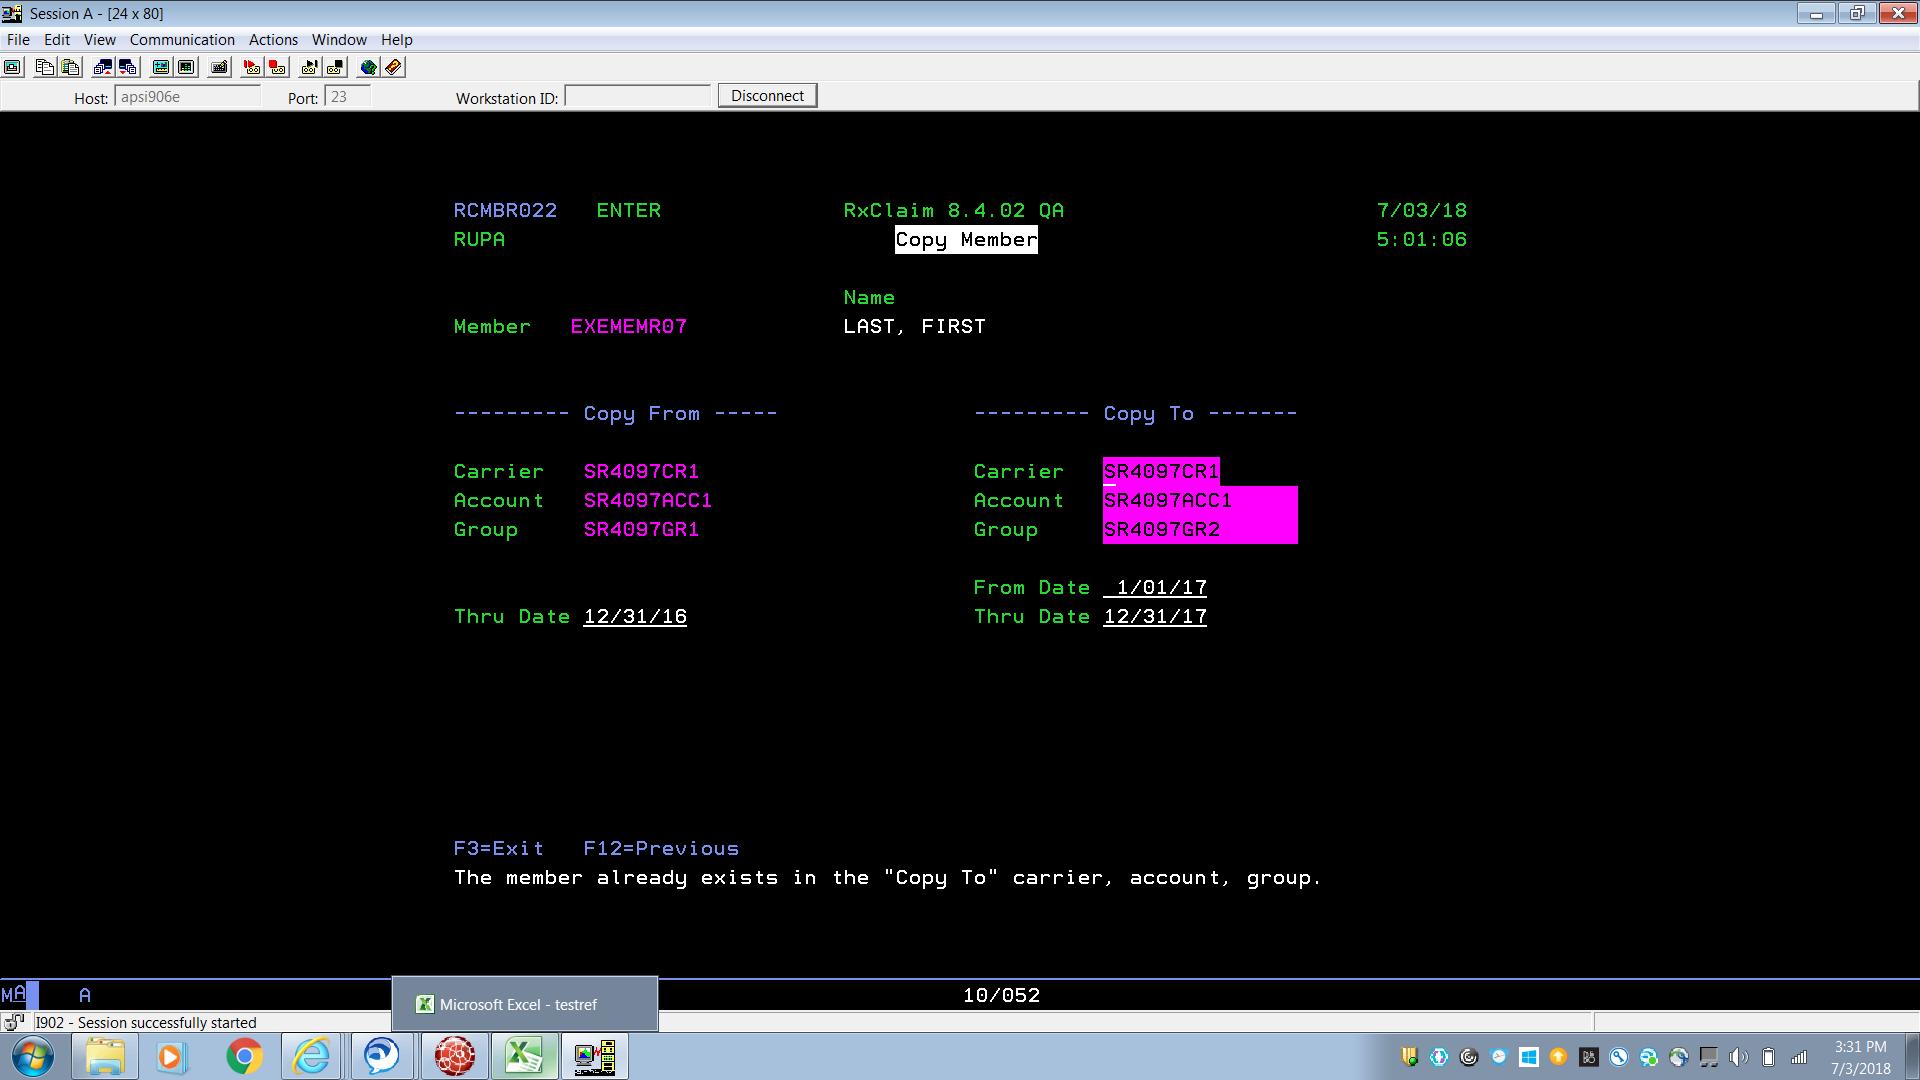 Session A - [24 x 80]
File Edit View Communication Actions Window Help
Host: apsi906e Port: 23 Workstation ID: Disconnect
RCMBR022 ENTER RxClaim 8.4.02 QA 7/03/18
RUPA Copy Member 5:01:06
Name
Member EXEMEMR07 LAST, FIRST
--------- Copy From ----- --------- Copy To -------
Carrier SR4097CR1 Carrier SR4097CR1
Account SR4097ACC1 Account SR4097ACC1
Group SR4097GR1 Group SR4097GR2
From Date 1/01/17
Thru Date 12/31/16 Thru Date 12/31/17
F3=Exit F12=Previous
The member already exists in the "Copy To" carrier, account, group.
MA A 10/052
Microsoft Excel - testref
I902 - Session successfully started
3:31 PM
7/3/2018